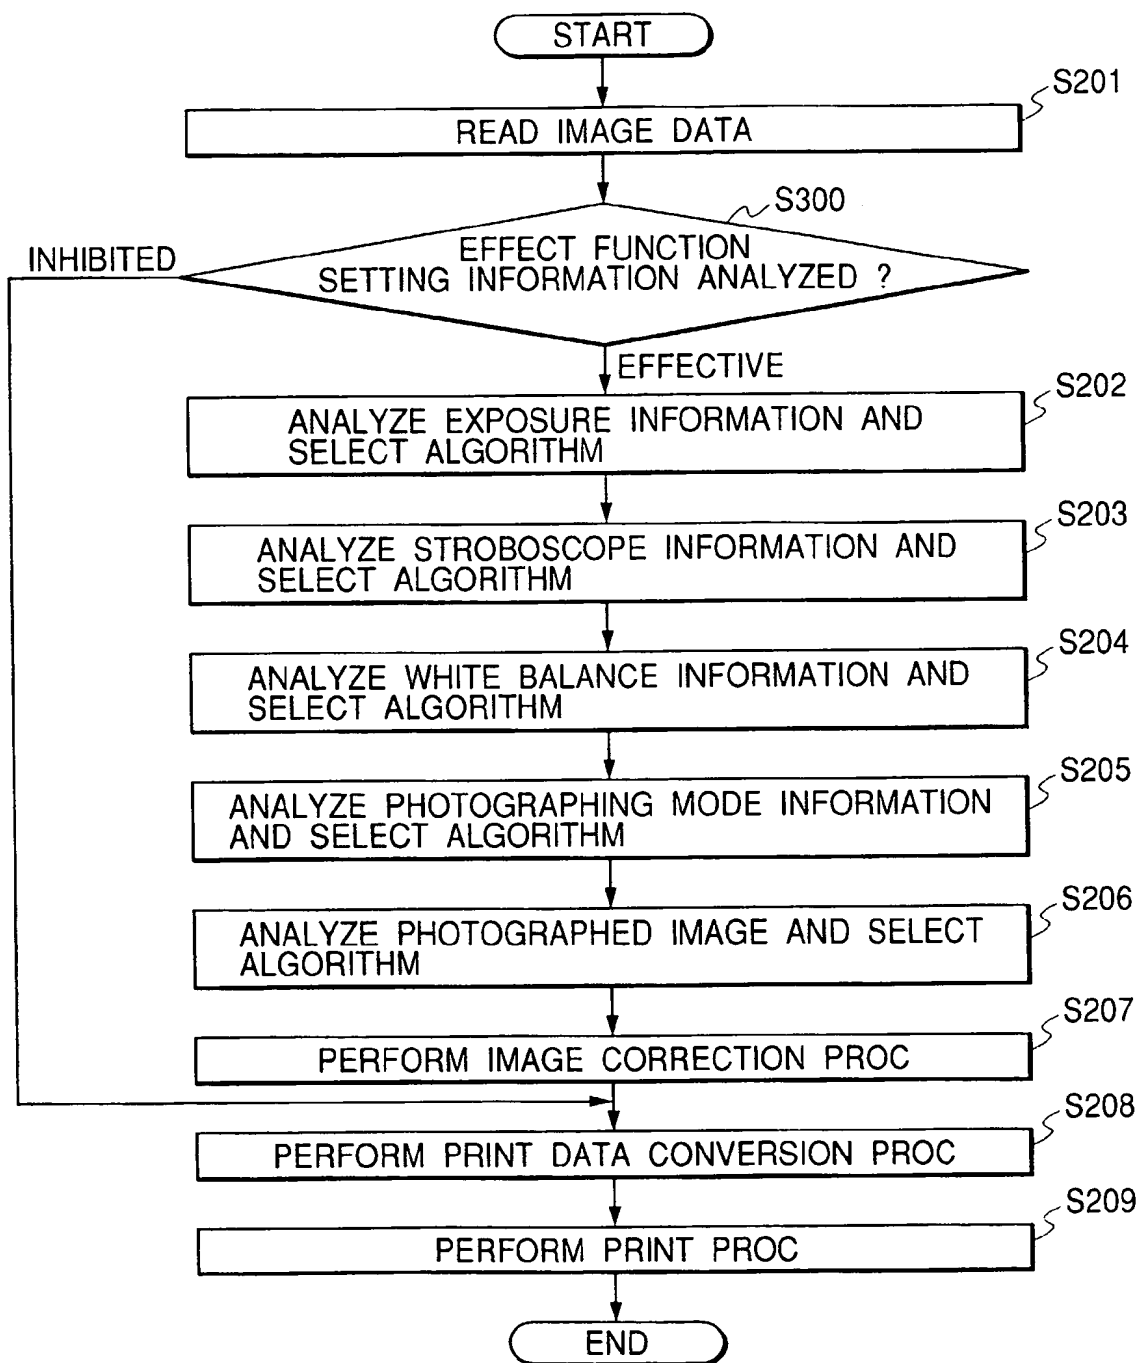 START
S201
READ IMAGE DATA
S300
INHIBITED
EFFECT FUNCTION
SETTING INFORMATION ANALYZED ?
EFFECTIVE
S202
ANALYZE EXPOSURE INFORMATION AND
SELECT ALGORITHM
S203
ANALYZE STROBOSCOPE INFORMATION AND
SELECT ALGORITHM
S204
ANALYZE WHITE BALANCE INFORMATION AND
SELECT ALGORITHM
S205
ANALYZE PHOTOGRAPHING MODE INFORMATION
AND SELECT ALGORITHM
S206
ANALYZE PHOTOGRAPHED IMAGE AND SELECT
ALGORITHM
S207
PERFORM IMAGE CORRECTION PROC
S208
PERFORM PRINT DATA CONVERSION PROC
S209
PERFORM PRINT PROC
END